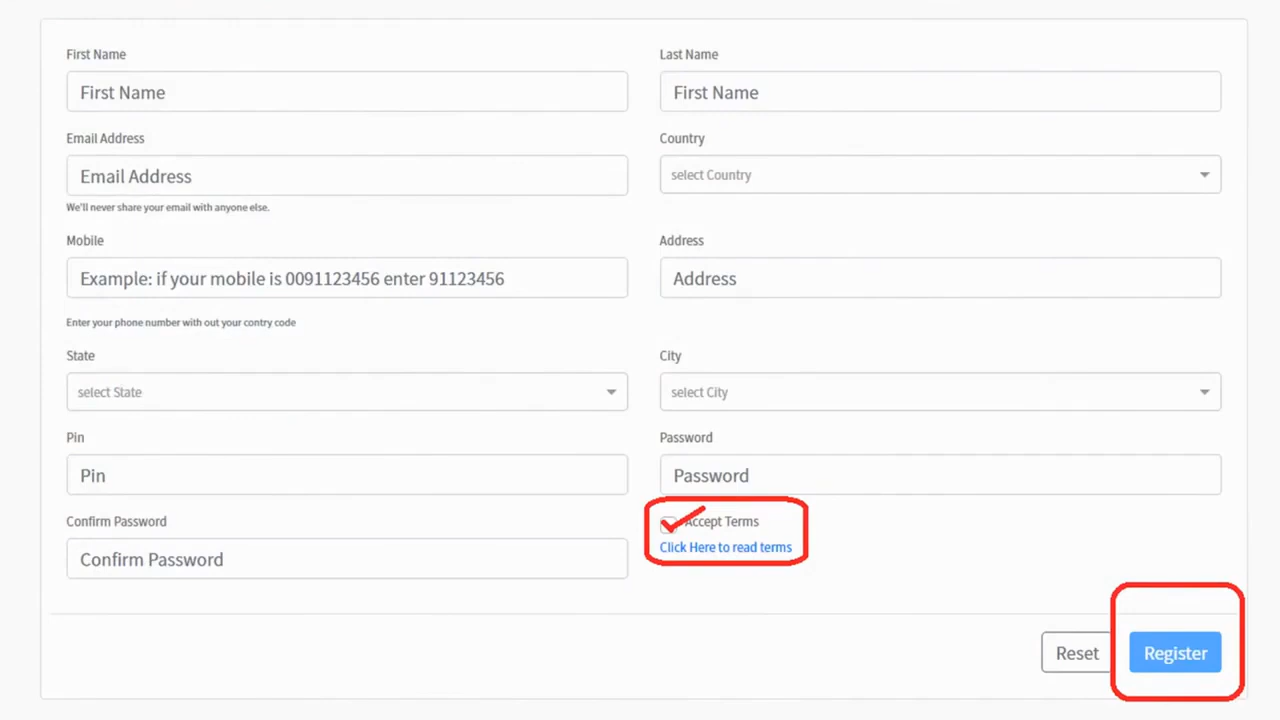 First Name
Last Name
First Name
First Name
Email Address
Country
Email Address
select Country
We'll never share your email with anyone else.
Mobile
Address
Example: if your mobile is 0091123456 enter 91123456
Address
Enter your phone number with out your contry code
State
City
select State
select City
Pin
Password
Pin
Password
Confirm Password
Accept Terms
Click Here to read terms
Confirm Password
Reset
Register